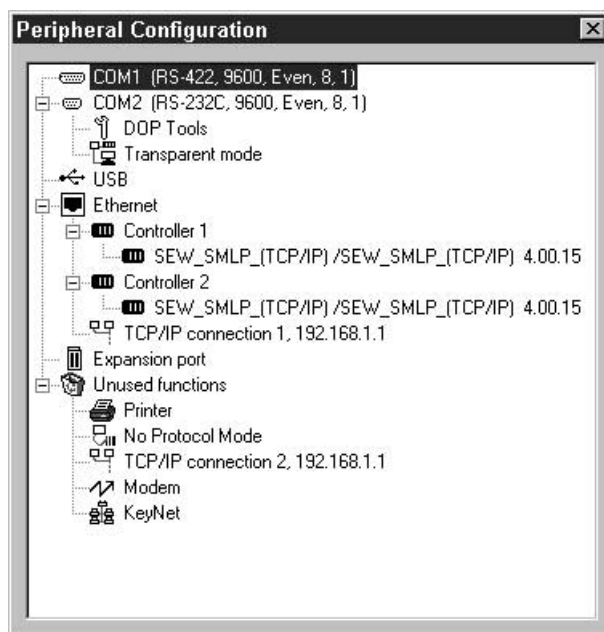 Peripheral Configuration
COM1 (RS-422, 9600, Even, 8, 1)
COM2 (RS-232C, 9600, Even, 8, 1)
DOP Tools
Transparent mode
USB
Ethernet
Controller 1
SEW_SMLP_(TCP/IP) /SEW_SMLP_(TCP/IP) 4.00.15
Controller 2
SEW_SMLP_(TCP/IP) /SEW_SMLP_(TCP/IP) 4.00.15
TCP/IP connection 1, 192.168.1.1
Expansion port
Unused functions
Printer
No Protocol Mode
TCP/IP connection 2, 192.168.1.1
Modem
KeyNet